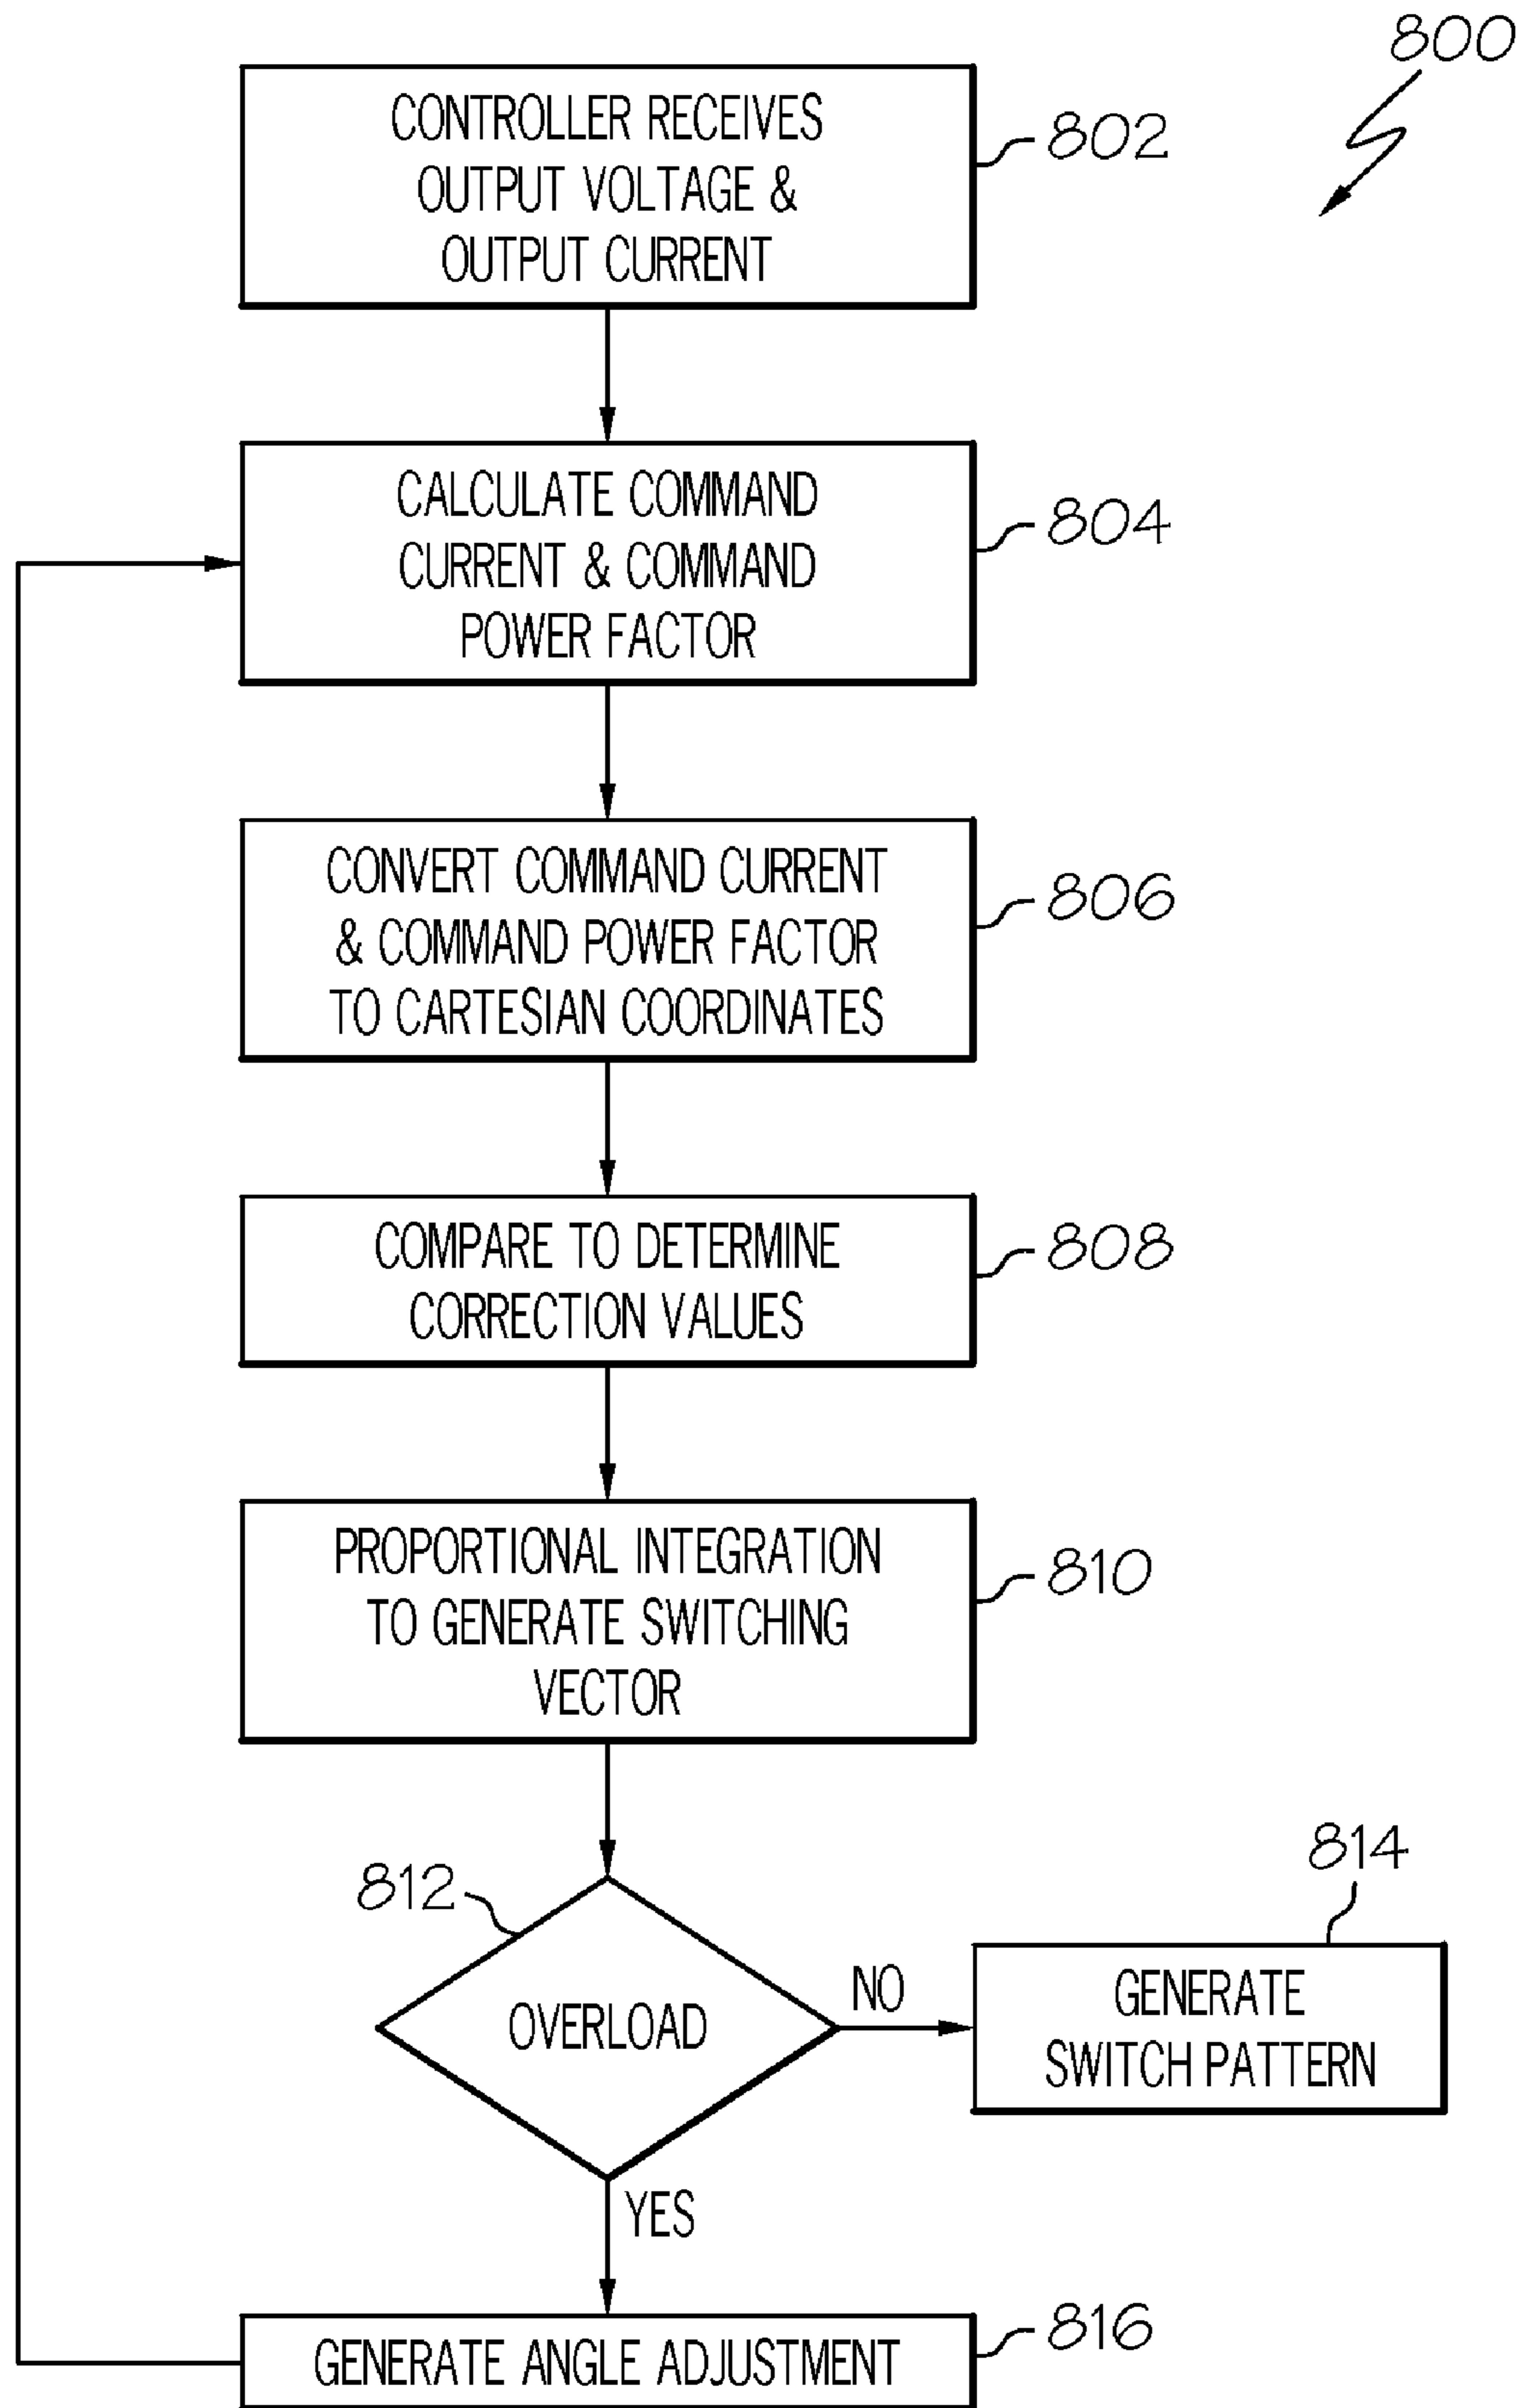 800
CONTROLLER RECEIVES
OUTPUT VOLTAGE &
OUTPUT CURRENT
802
CALCULATE COMMAND
CURRENT & COMMAND
POWER FACTOR
804
CONVERT COMMAND CURRENT
& COMMAND POWER FACTOR
TO CARTESIAN COORDINATES
806
COMPARE TO DETERMINE
CORRECTION VALUES
808
PROPORTIONAL INTEGRATION
TO GENERATE SWITCHING
VECTOR
810
812
OVERLOAD
NO
814
GENERATE
SWITCH PATTERN
YES
GENERATE ANGLE ADJUSTMENT
816